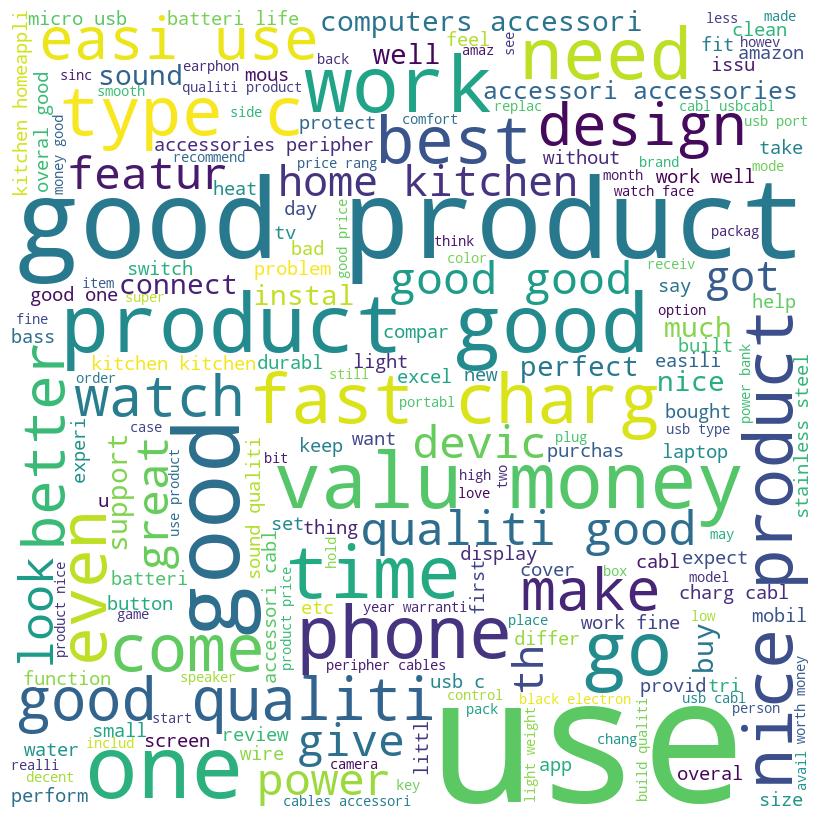 micro usb
batteri life
computers accessori
less
made
easi use
well
feel
need
clean
fit
howev
amazon
see
back
amaz
earphon
sinc
sound
mous
work
issu
kitchen homeappli
overal good
smooth
qualiti product
accessori accessories
type c
side
protect
comfort
replac
cabl usbcabl
usb port
best
design
money good
accessories peripher
recommend
price rang
without
brand
take
featur
heat
home kitchen
month
work well
mode
watch face
day
good product
tv
bad
good price
think
color
packag
switch
problem
good good
receiv
say
got
good one
connect
item
super
instal
option
help
bass
fine
product good
compar
much
built
kitchen kitchen
durabl
light
perfect
easili
order
still
excel
new
nice
power bank
stainless steel
better
watch
fast charg
portabl
bought
case
experi
support
great
good
keep
want
devic
plug
purchas
usb type
laptop
nice product
look
even
u
use product
sound qualiti
bit
valu money
high
love
two
set
thing
qualiti good
may
batteri
accessori cabl
hold
time
display
first
cover
cabl
expect
charg cabl
box
model
button
etc
year warranti
make
product nice
game
product price
place
differ
work fine
low
mobil
come
phone
go
buy
function
speaker
peripher cables
th
usb c
provid
tri
good qualiti
control
black electron
usb cabl
person
start
pack
small
review
give
littl
light weight
chang
build qualiti
avail worth money
water
includ
screen
wire
use
realli
one
camera
app
overal
decent
power
key
perform
cables accessori
size